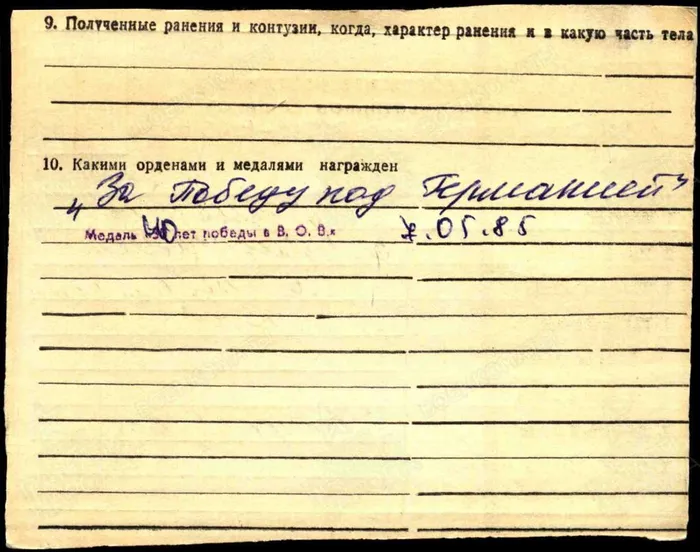 9. Полученные ранения и контузии, когда, характер ранения и в какую часть тела
10. Какими орденами и медалями награжден
„За Победу над Германией"
Медаль «40 лет победы в В. О. В.» 7.05.85